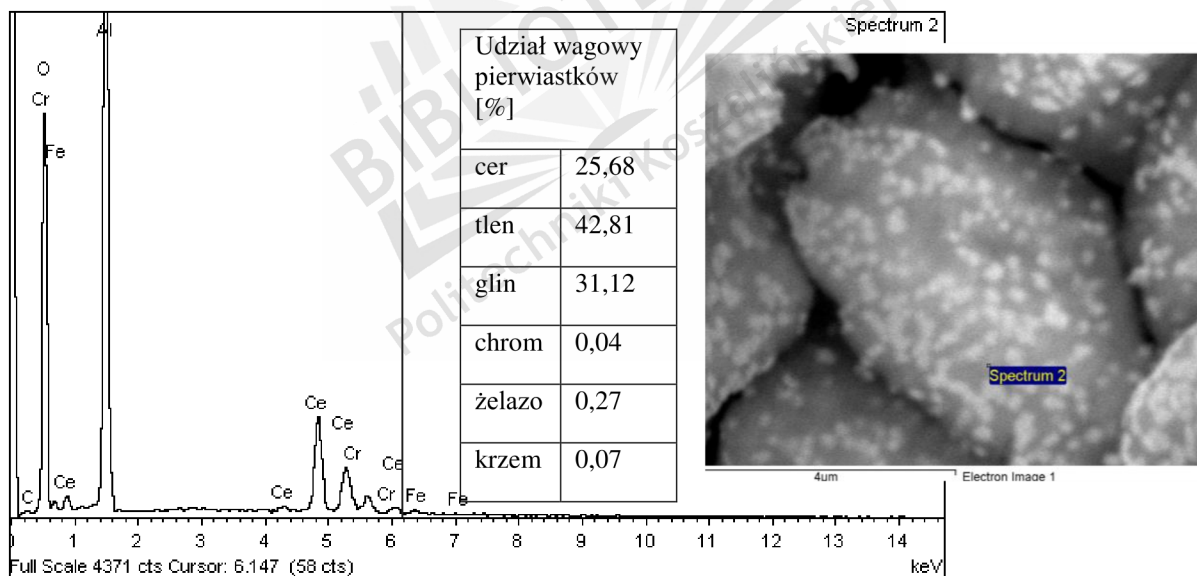 Spectrum 2
Al
O
Cr
Fe
C
Ce
Ce
Ce
Ce
Cr
Ce
Cr
Fe
Fe
0 1 2 3 4 5 6 7 8 9 10 11 12 13 14
Full Scale 4371 cts Cursor: 6.147 (58 cts)
keV
Udział wagowy
pierwiastków
[%]
cer 25,68
tlen 42,81
glin 31,12
chrom 0,04
żelazo 0,27
krzem 0,07
Spectrum 2
4um
Electron Image 1